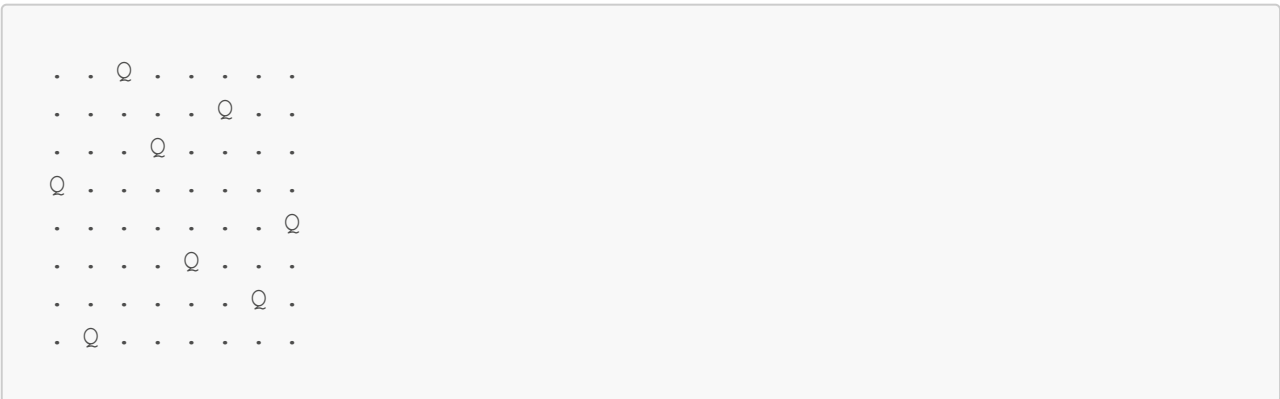 . . Q . . . . .
. . . . . Q . .
. . . Q . . . .
Q . . . . . . .
. . . . . . . Q
. . . . Q . . .
. . . . . . Q .
. Q . . . . . .